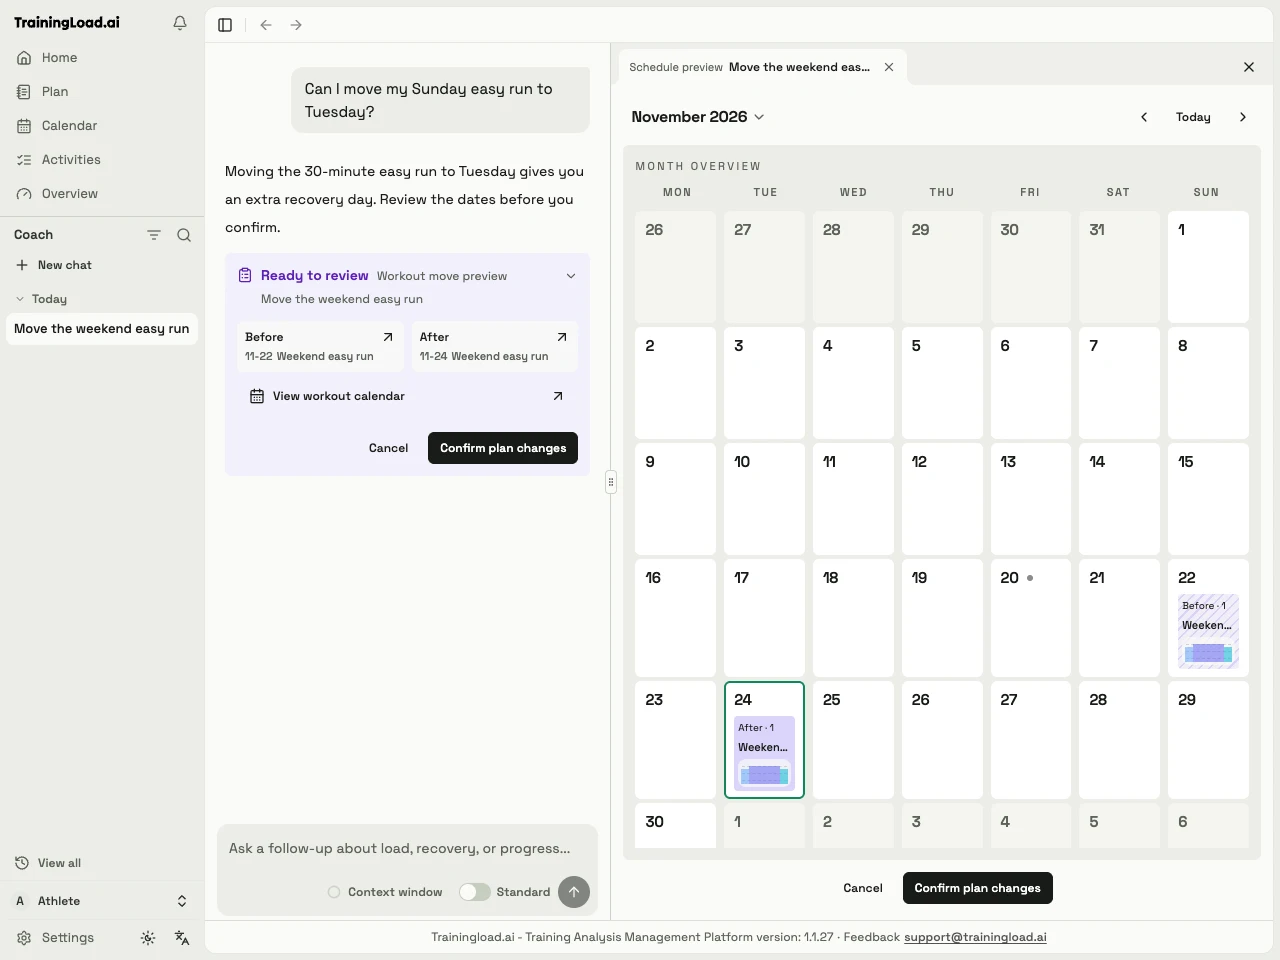 TrainingLoad.ai
Home
Plan
Calendar
Activities
Overview
Coach
New chat
Today
Move the weekend easy run
View all
A Athlete
Settings
Can I move my Sunday easy run to
Tuesday?
Moving the 30-minute easy run to Tuesday gives you
an extra recovery day. Review the dates before you
confirm.
Ready to review Workout move preview
Move the weekend easy run
Before
11-22 Weekend easy run
After
11-24 Weekend easy run
View workout calendar
Cancel
Confirm plan changes
Ask a follow-up about load, recovery, or progress...
Context window
Standard
Schedule preview Move the weekend eas...
November 2026
Today
MONTH OVERVIEW
MON TUE WED THU FRI SAT SUN
26 27 28 29 30 31 1
2 3 4 5 6 7 8
9 10 11 12 13 14 15
16 17 18 19 20 21 22
Before · 1
Weeken...
23 24 25 26 27 28 29
After · 1
Weeken...
30 1 2 3 4 5 6
Cancel
Confirm plan changes
Trainingload.ai - Training Analysis Management Platform version: 1.1.27 · Feedback support@trainingload.ai